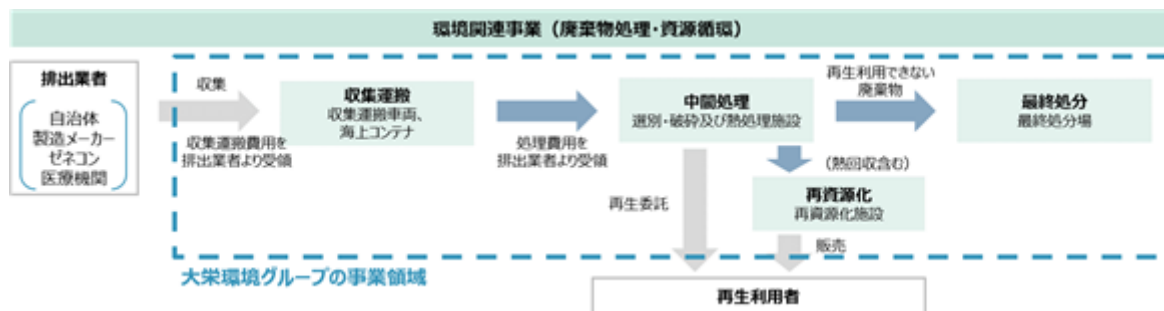 環境関連事業（廃棄物処理・資源循環）
排出業者
自治体
製造メーカー
ゼネコン
医療機関
収集
収集運搬費用を
排出業者より受領
収集運搬
収集運搬車両、
海上コンテナ
処理費用を
排出業者より受領
中間処理
選別・破砕及び熱処理施設
再生利用できない
廃棄物
最終処分
最終処分場
（熱回収含む）
再資源化
再資源化施設
再生委託
販売
大栄環境グループの事業領域
再生利用者